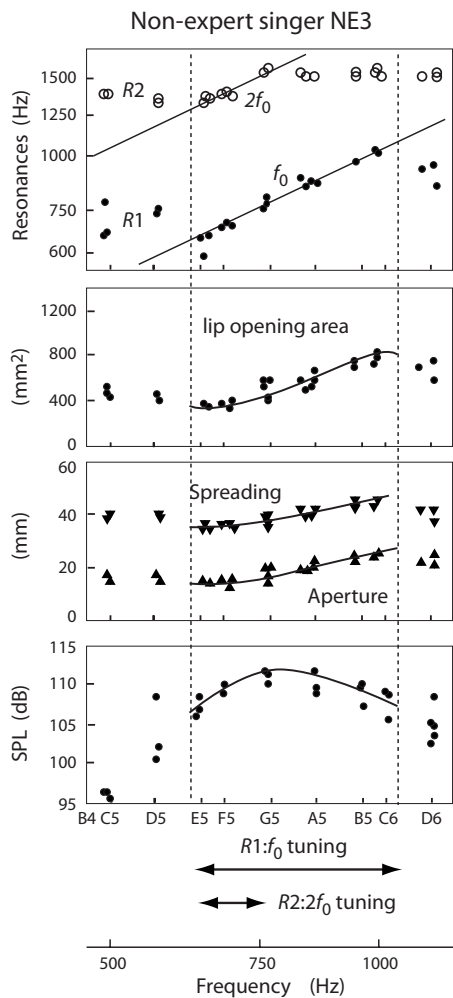 Non-expert singer NE3
Resonances (Hz)
1500
1250
1000
750
600
R2
2f0
f0
R1
(mm2)
1200
800
400
0
lip opening area
(mm)
60
40
20
0
Spreading
Aperture
SPL (dB)
115
110
105
100
95
B4 C5 D5 E5 F5 G5 A5 B5 C6 D6
R1:f0 tuning
R2:2f0 tuning
500 750 1000
Frequency (Hz)